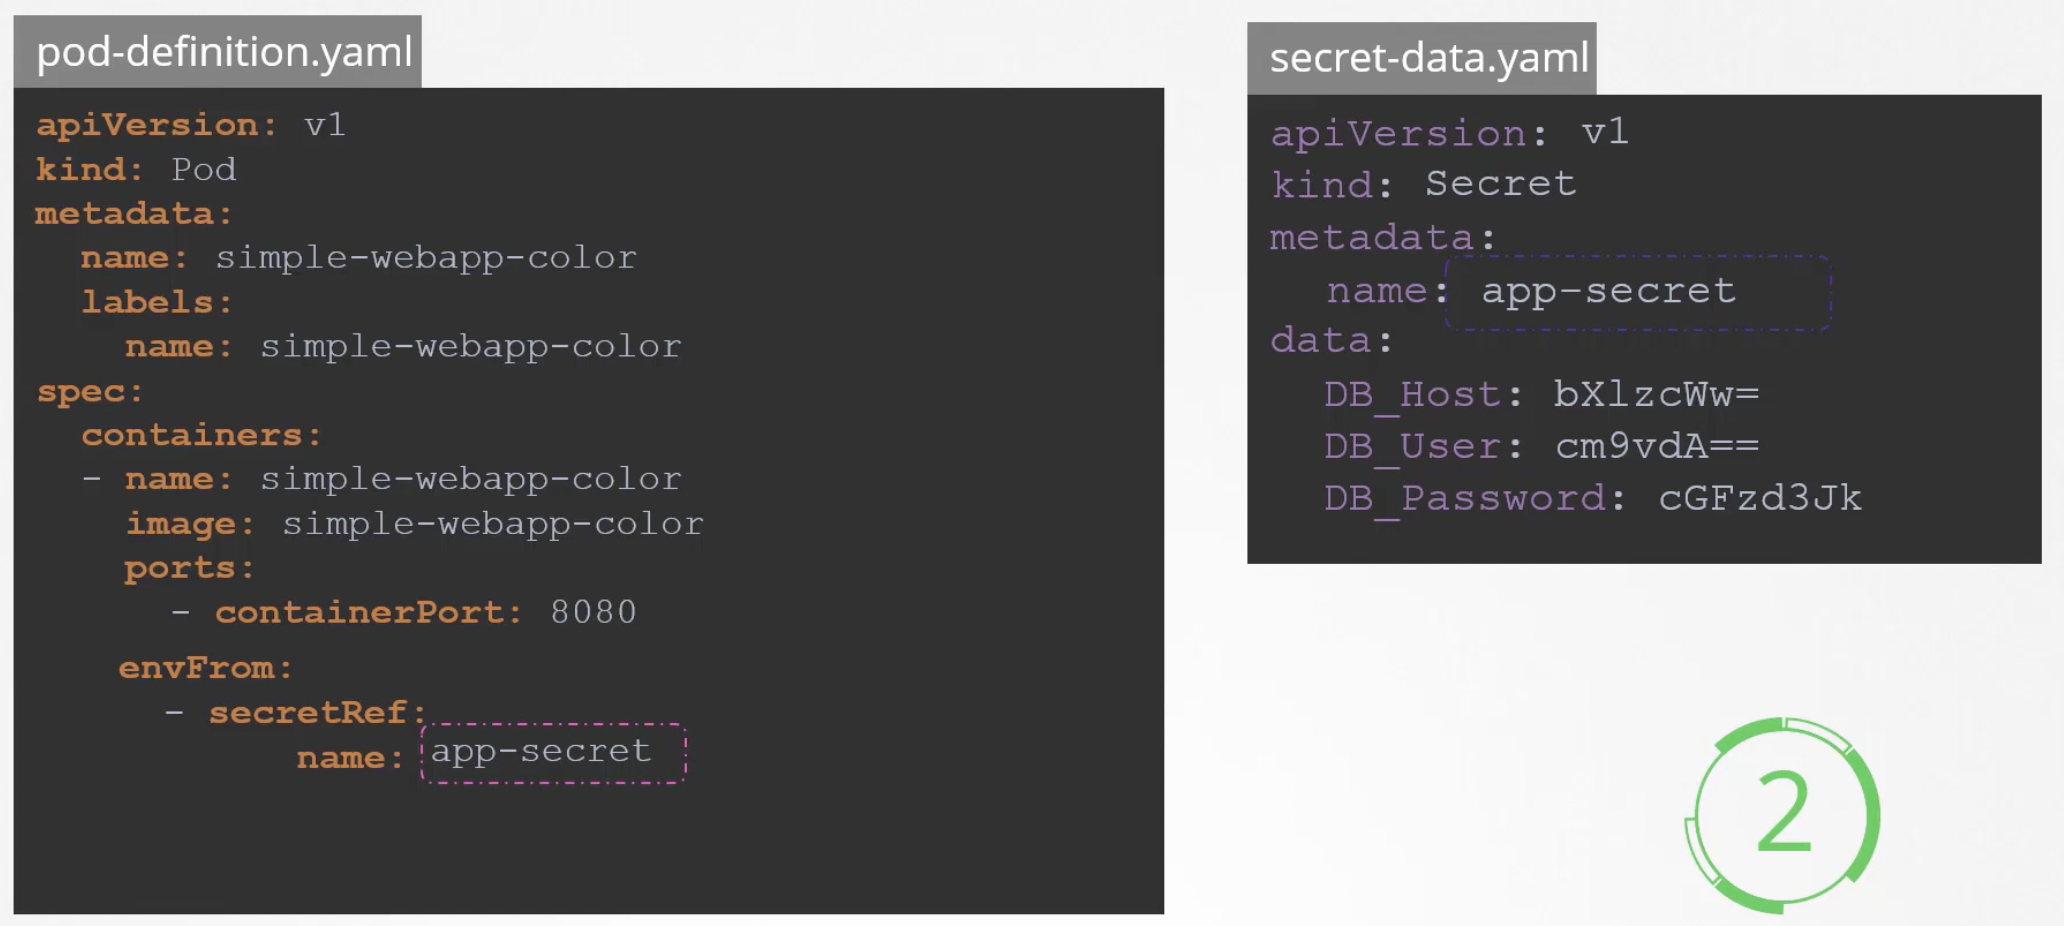 pod-definition.yaml
apiVersion: v1
kind: Pod
metadata:
  name: simple-webapp-color
  labels:
    name: simple-webapp-color
spec:
  containers:
  - name: simple-webapp-color
    image: simple-webapp-color
    ports:
      - containerPort: 8080
    envFrom:
      - secretRef:
            name: app-secret
secret-data.yaml
apiVersion: v1
kind: Secret
metadata:
  name: app-secret
data:
  DB_Host: bXlzcWw=
  DB_User: cm9vdA==
  DB_Password: cGFzd3Jk
2